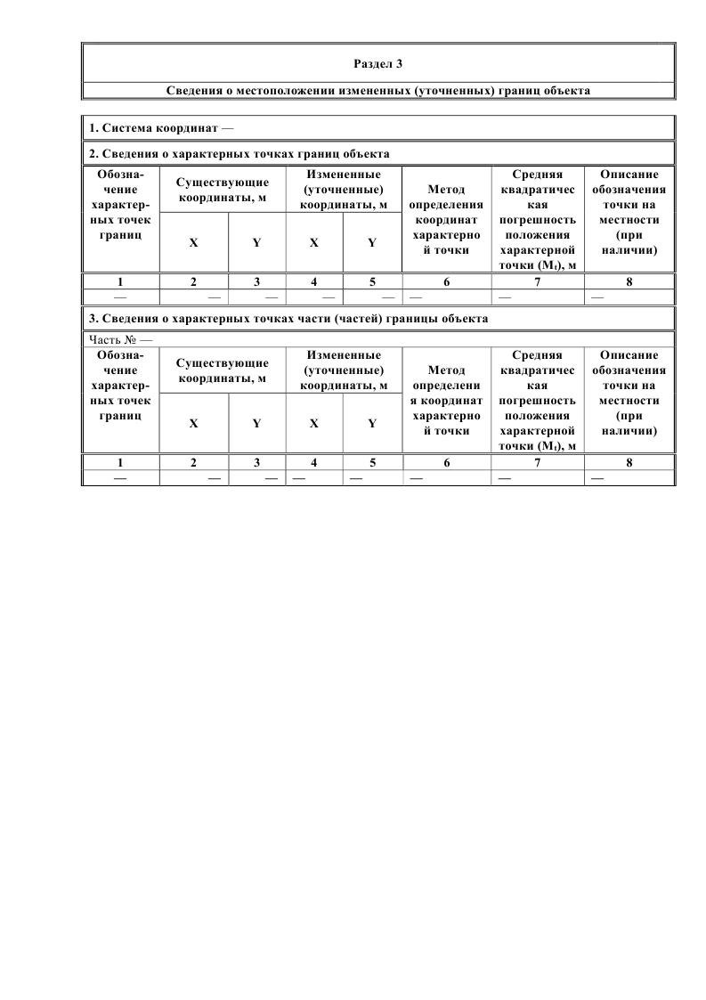 Раздел 3
Сведения о местоположении измененных (уточненных) границ объекта
1. Система координат —
2. Сведения о характерных точках границ объекта
Обозна-
чение
характер-
ных точек
границ
Существующие
координаты, м
Измененные
(уточненные)
координаты, м
Метод
определения
координат
характерно
й точки
Средняя
квадратичес
кая
погрешность
положения
характерной
точки (Mt), м
Описание
обозначения
точки на
местности
(при
наличии)
X Y X Y
1 2 3 4 5 6 7 8
— — — — — — — —
3. Сведения о характерных точках части (частей) границы объекта
Часть № —
Обозна-
чение
характер-
ных точек
границ
Существующие
координаты, м
Измененные
(уточненные)
координаты, м
Метод
определени
я координат
характерно
й точки
Средняя
квадратичес
кая
погрешность
положения
характерной
точки (Mt), м
Описание
обозначения
точки на
местности
(при
наличии)
X Y X Y
1 2 3 4 5 6 7 8
— — — — — — — —